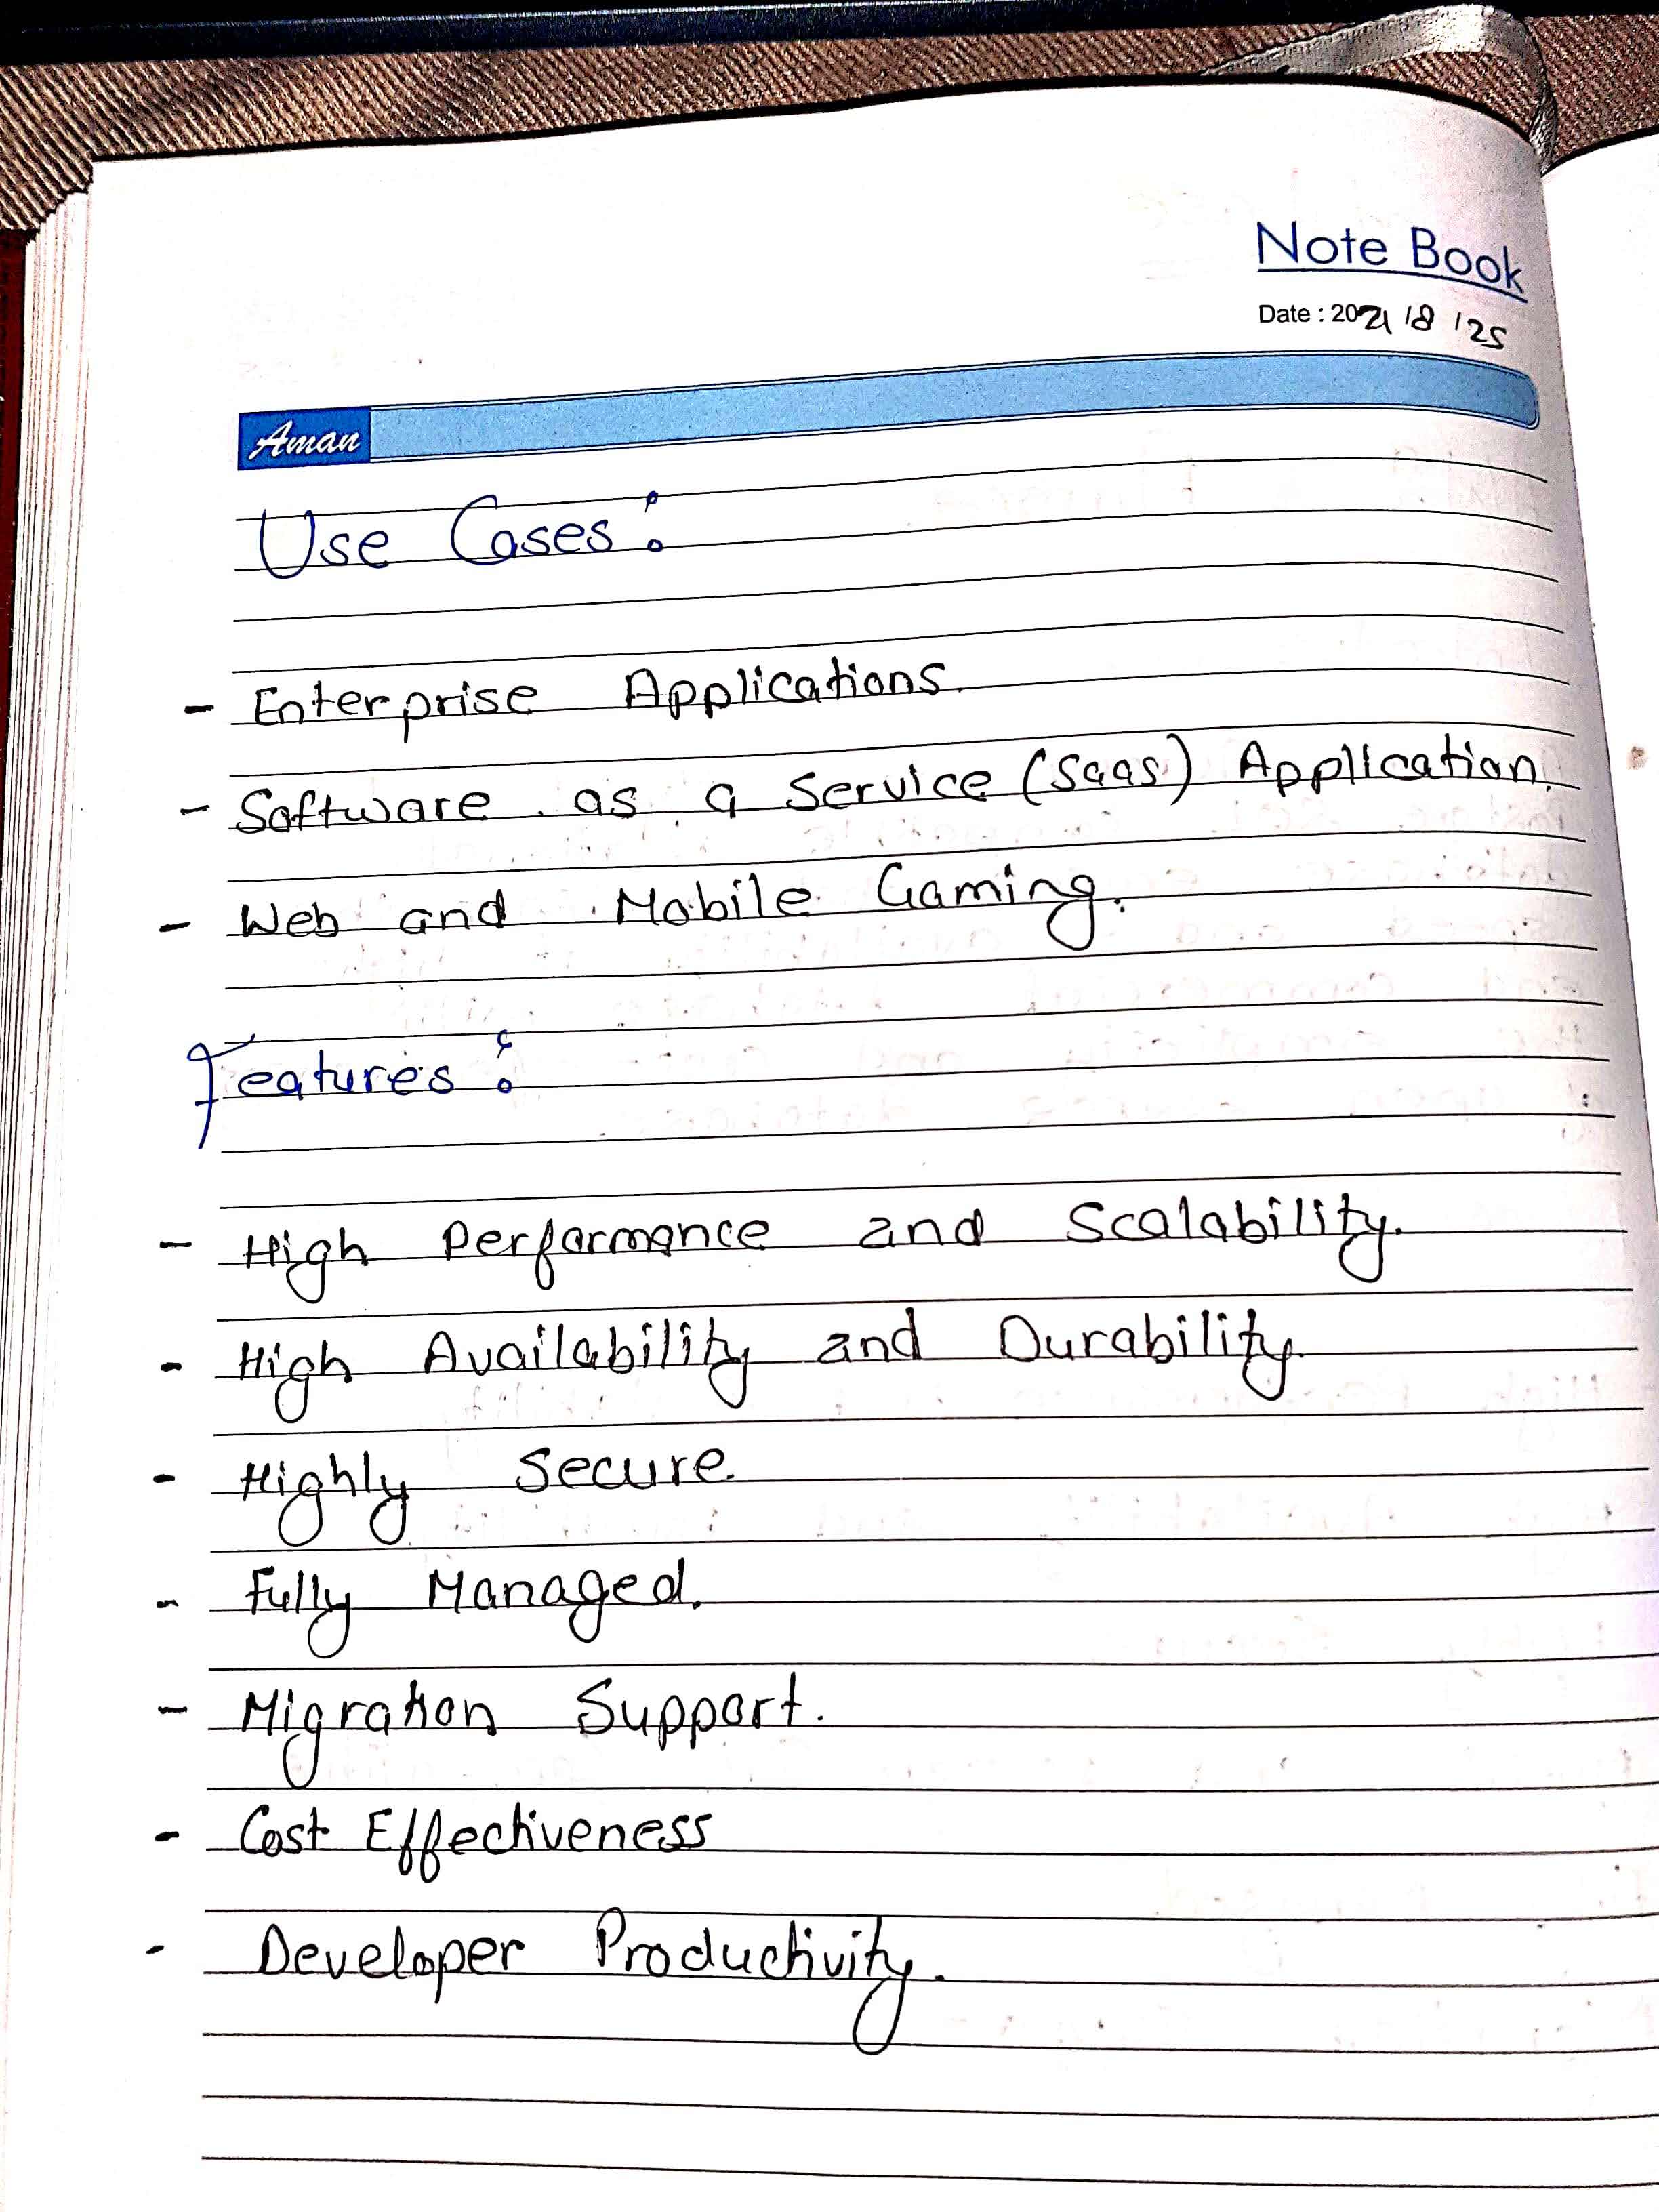 Note Book
Date : 2021/8/25
Aman
Use Cases:
- Enterprise Applications.
- Software as a Service (SaaS) Application.
- Web and Mobile Gaming.
Features:
- High Performance and Scalability.
- High Availability and Durability.
- Highly Secure.
- Fully Managed.
- Migration Support.
- Cost Effectiveness
- Developer Productivity.